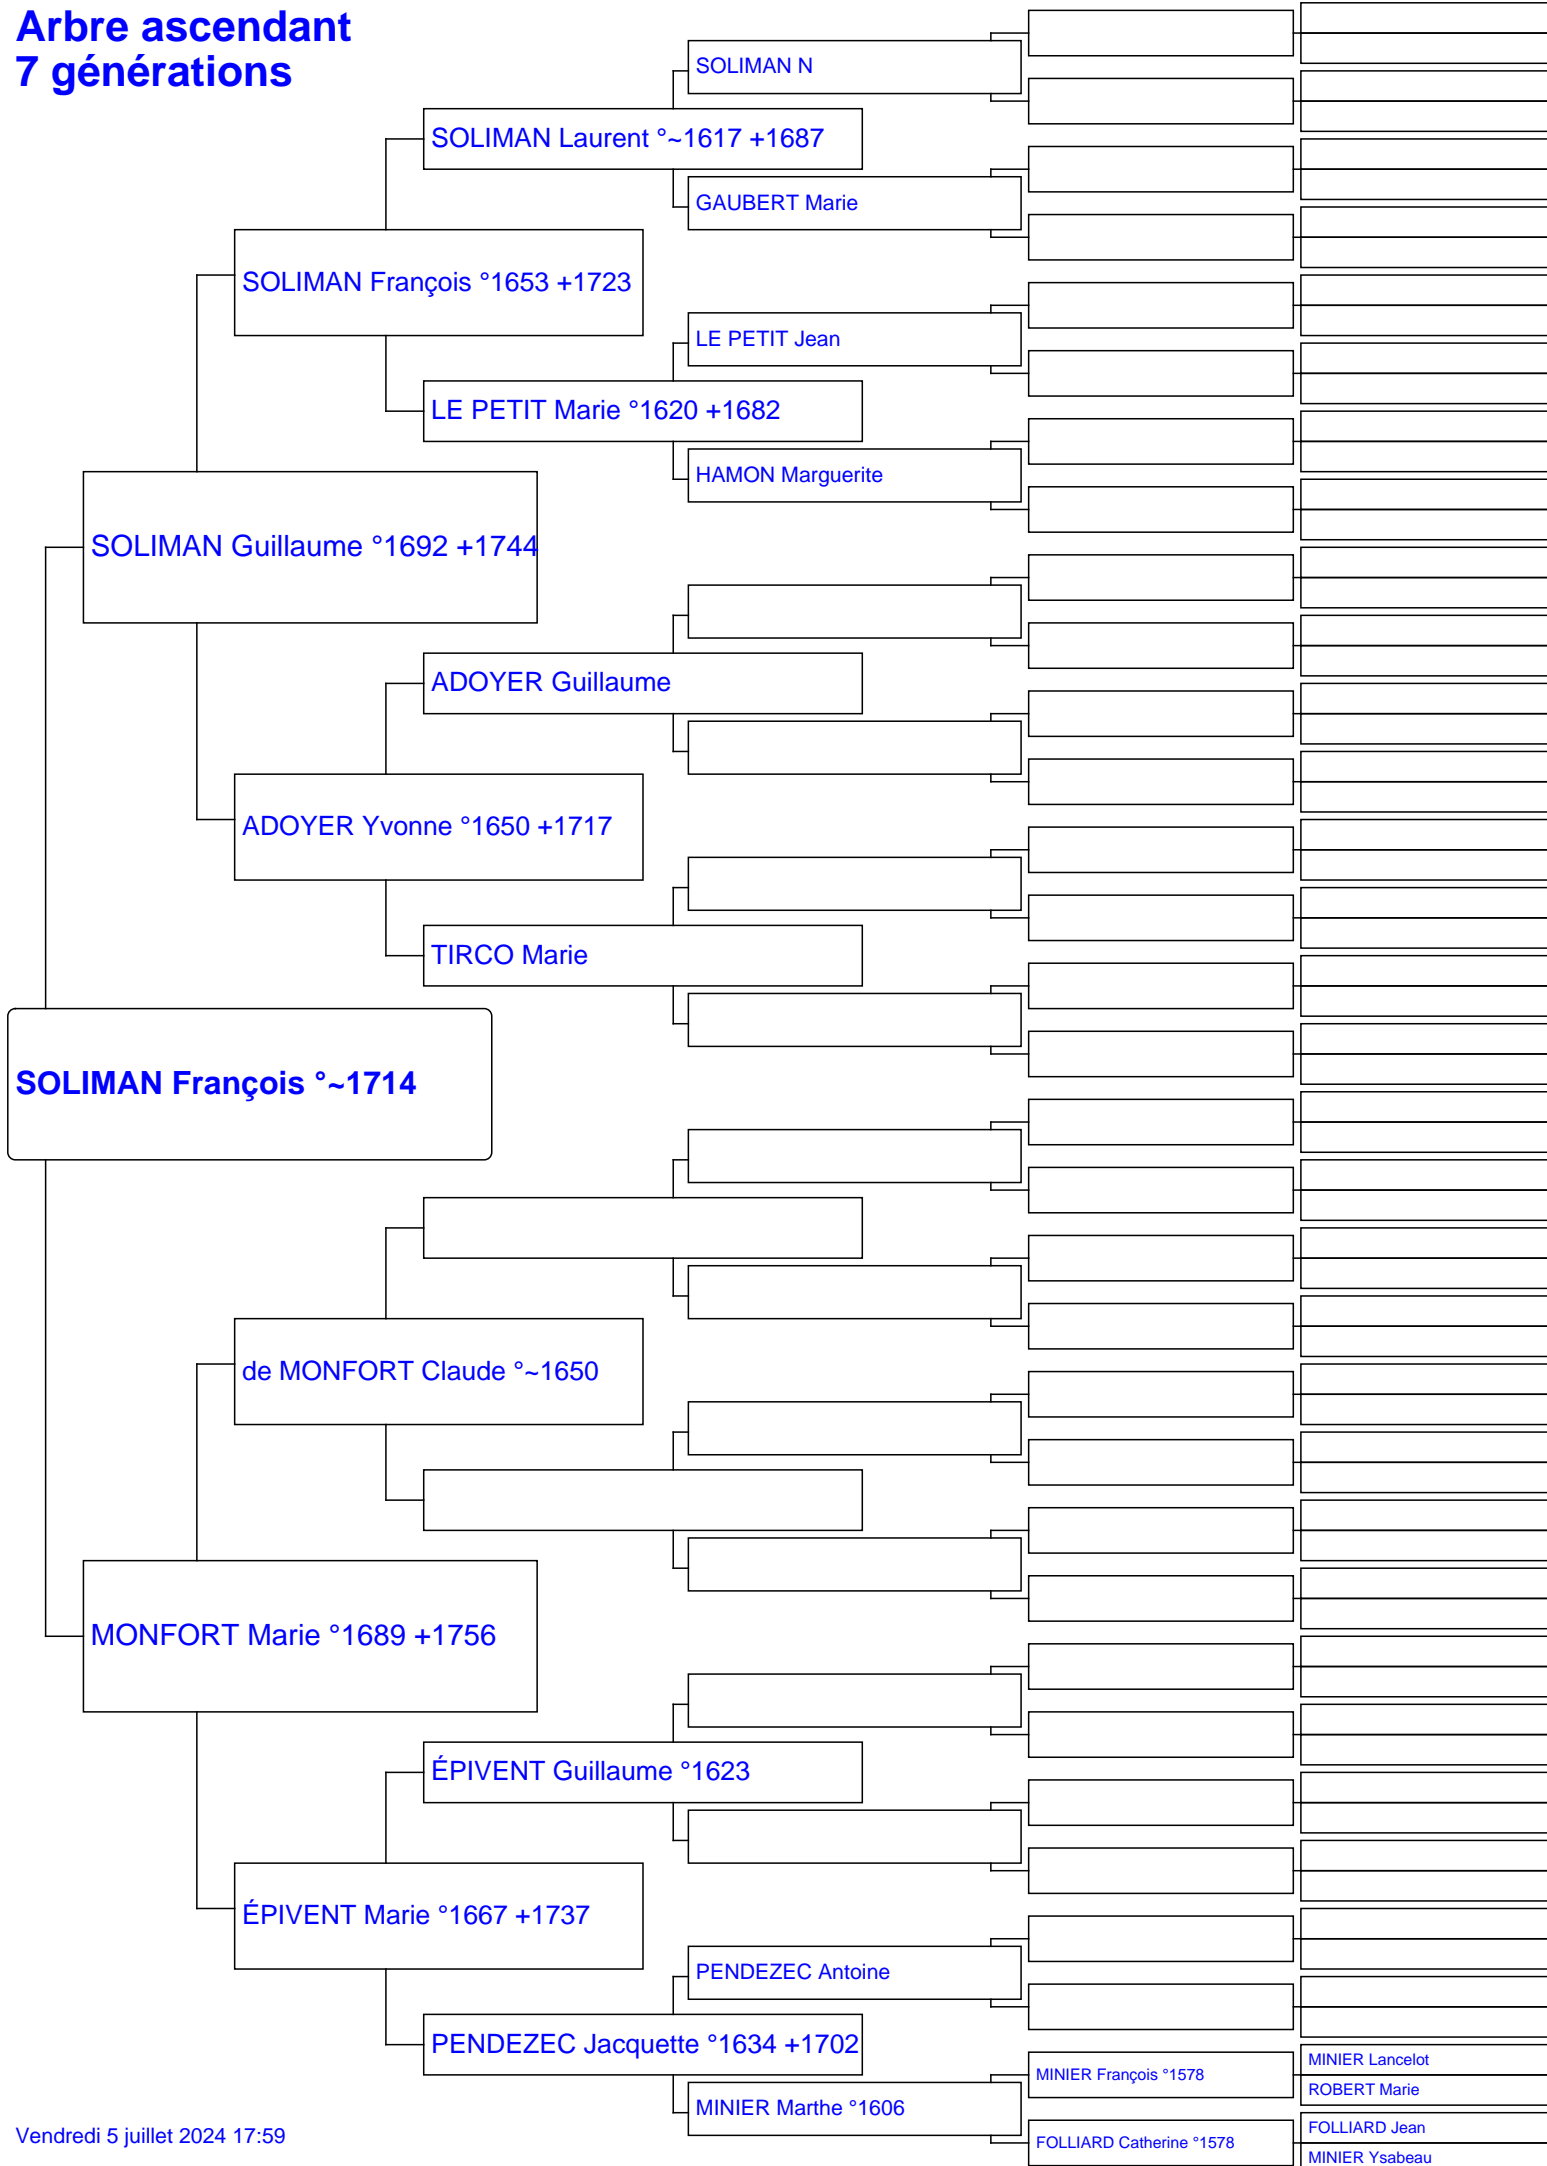 Arbre ascendant
7 générations
SOLIMAN N
SOLIMAN Laurent °~1617 +1687
GAUBERT Marie
SOLIMAN François °1653 +1723
LE PETIT Jean
LE PETIT Marie °1620 +1682
HAMON Marguerite
SOLIMAN Guillaume °1692 +1744
ADOYER Guillaume
ADOYER Yvonne °1650 +1717
TIRCO Marie
SOLIMAN François °~1714
de MONFORT Claude °~1650
MONFORT Marie °1689 +1756
ÉPIVENT Guillaume °1623
ÉPIVENT Marie °1667 +1737
PENDEZEC Antoine
PENDEZEC Jacquette °1634 +1702
MINIER Lancelot
MINIER François °1578
ROBERT Marie
MINIER Marthe °1606
FOLLIARD Jean
FOLLIARD Catherine °1578
MINIER Ysabeau
Vendredi 5 juillet 2024 17:59